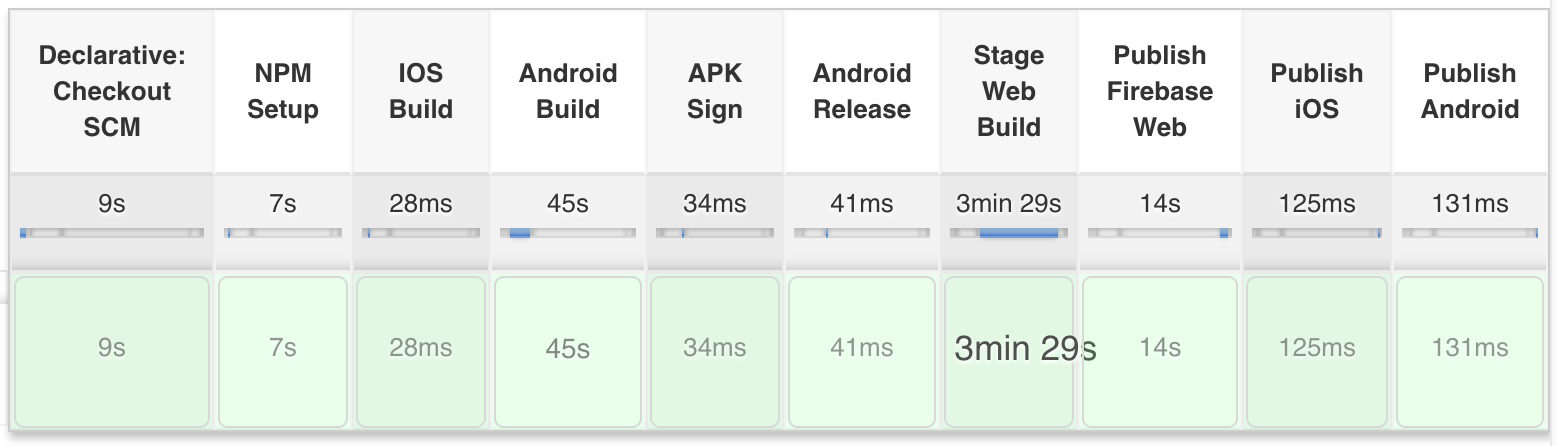 Declarative:
Checkout
SCM
NPM
Setup
IOS
Build
Android
Build
APK
Sign
Android
Release
Stage
Web
Build
Publish
Firebase
Web
Publish
iOS
Publish
Android
9s
7s
28ms
45s
34ms
41ms
3min 29s
14s
125ms
131ms
9s
7s
28ms
45s
34ms
41ms
3min 29s
14s
125ms
131ms